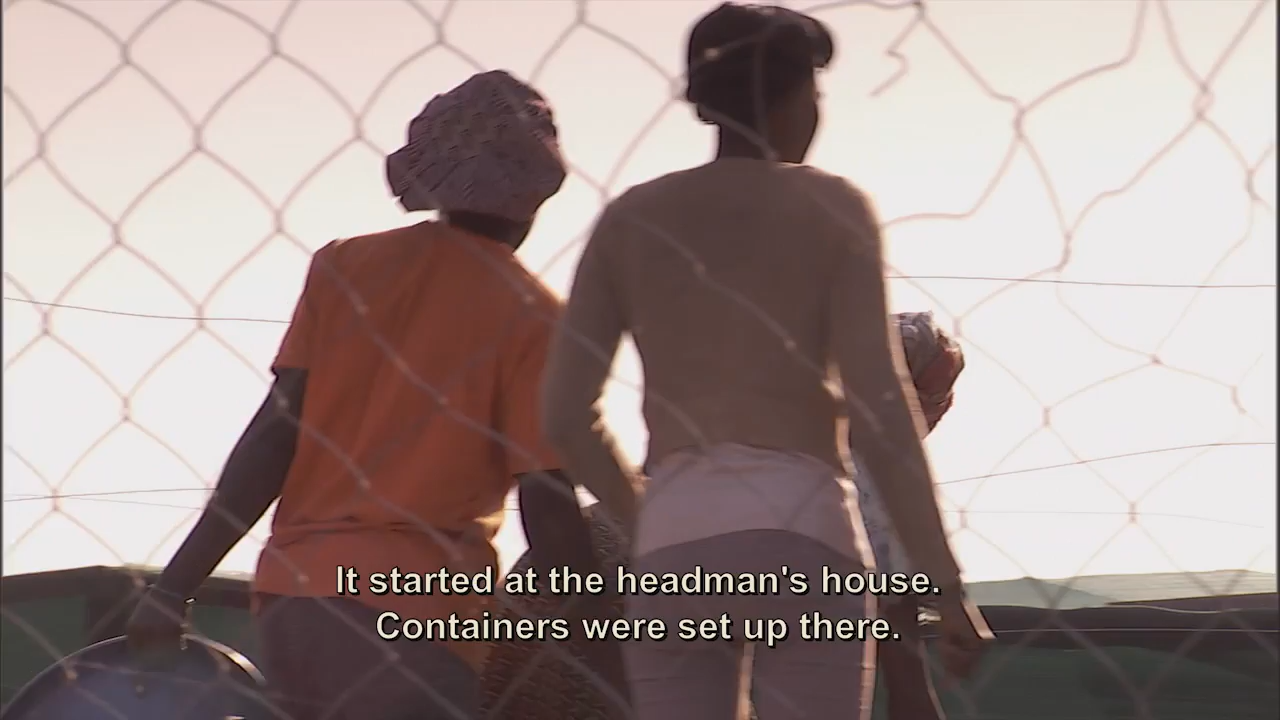 It started at the headman's house.
Containers were set up there.